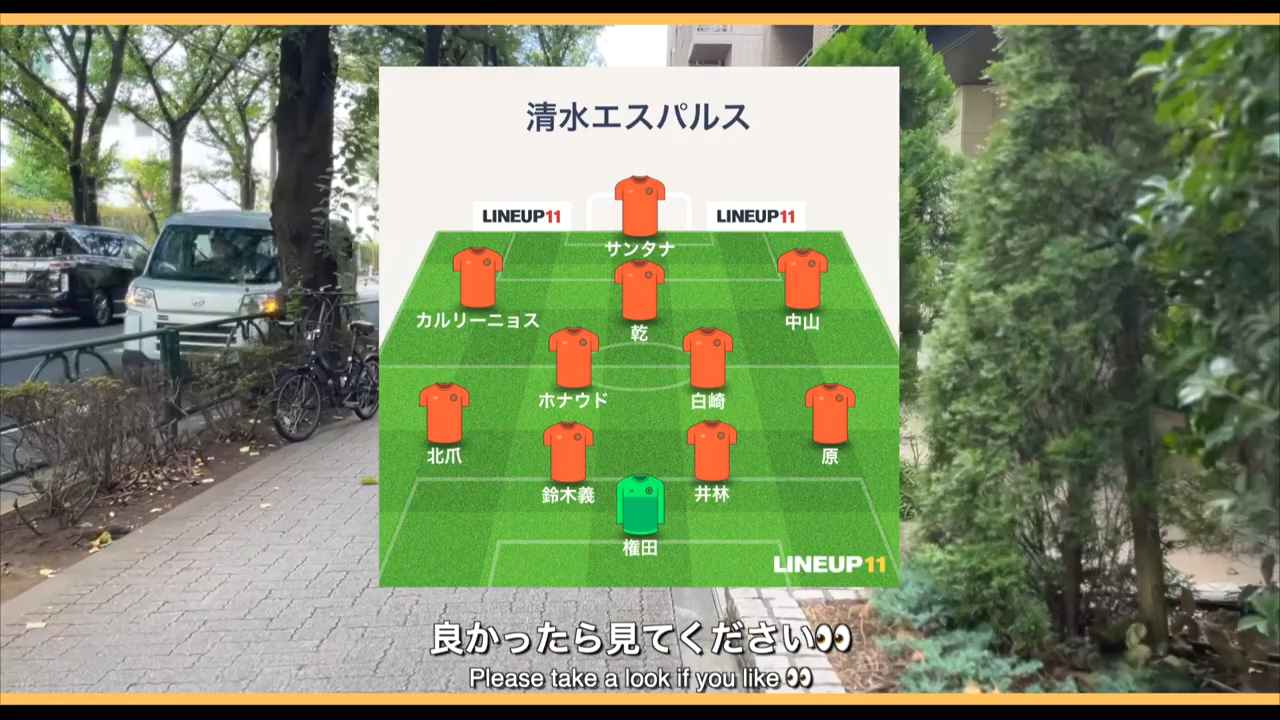 清水エスパルス
LINEUP11
LINEUP11
サンタナ
カルリーニョス
乾
中山
ホナウド
白崎
北爪
原
鈴木義
井林
権田
LINEUP11
良かったら見てください👀
Please take a look if you like 👀